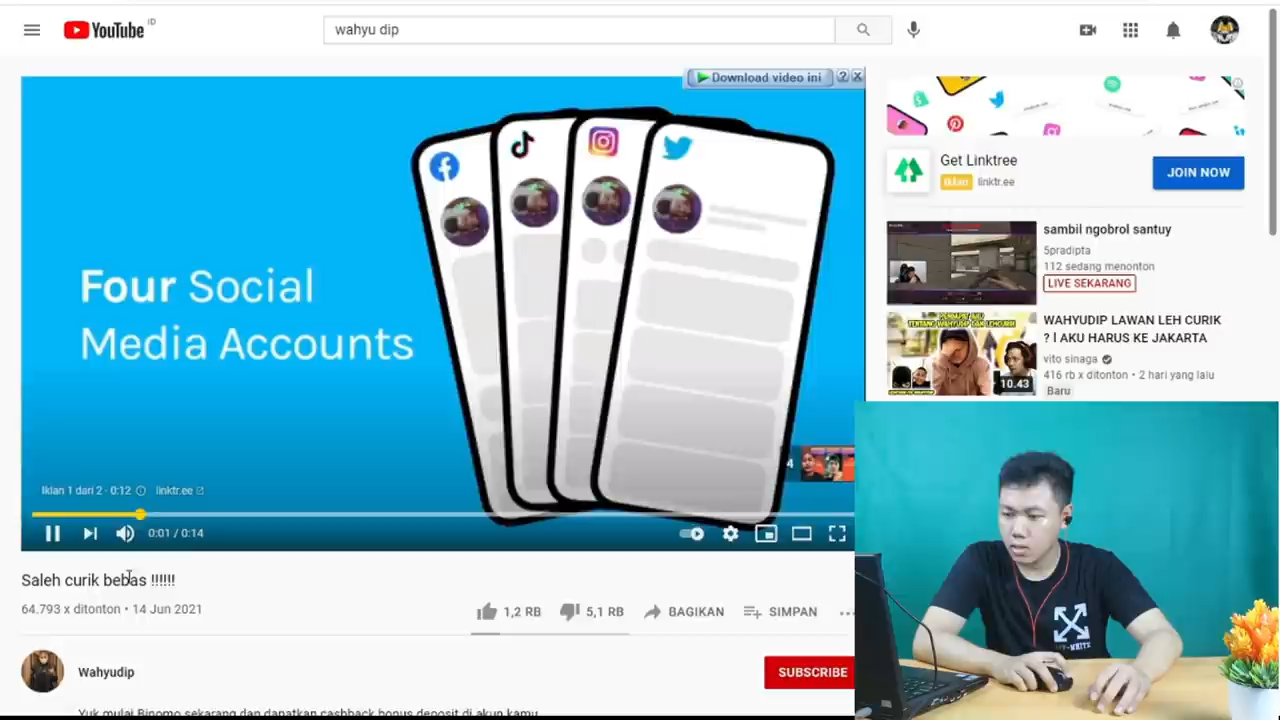 YouTube ID
wahyu dip
Download video ini ? X
Four Social
Media Accounts
Iklan 1 dari 2 · 0:12 linktr.ee
0:01 / 0:14
Saleh curik bebas !!!!!!
64.793 x ditonton • 14 Jun 2021
1,2 RB 5,1 RB BAGIKAN SIMPAN
Wahyudip
SUBSCRIBE
Yuk mulai Binomo sekarang dan dapatkan cashback bonus deposit di akun kamu
Get Linktree
Iklan linktr.ee
JOIN NOW
sambil ngobrol santuy
5pradipta
112 sedang menonton
LIVE SEKARANG
WAHYUDIP LAWAN LEH CURIK
? l AKU HARUS KE JAKARTA
vito sinaga
416 rb x ditonton • 2 hari yang lalu
Baru
10.43